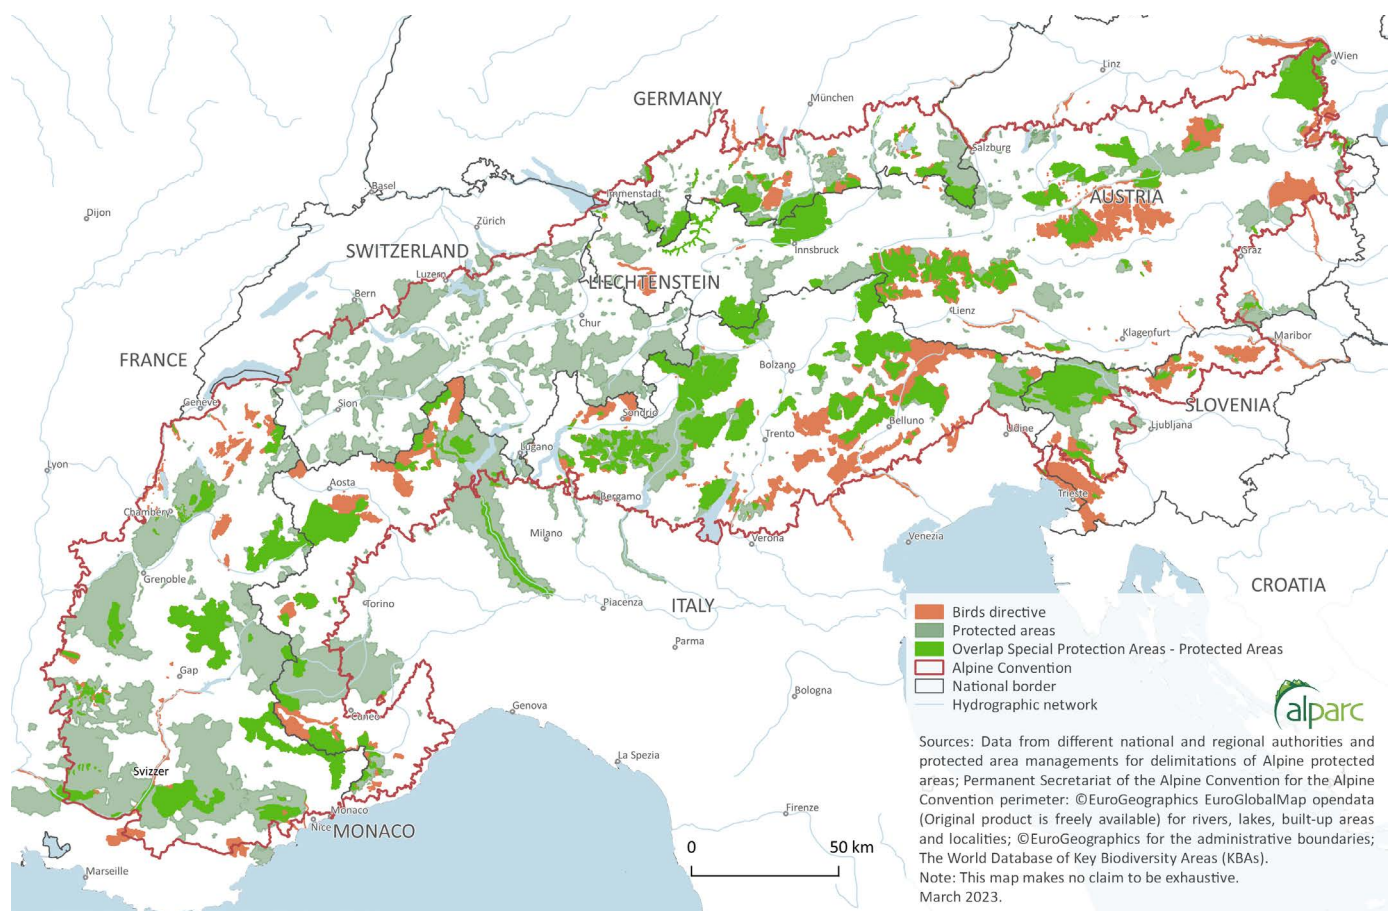 Wien
Linz
München
GERMANY
Salzburg
Basel
Immenstadt
Dijon
Zürich
AUSTRIA
SWITZERLAND
Innsbruck
Graz
Luzern
LIECHTENSTEIN
Bern
Lienz
Chur
Klagenfurt
Maribor
FRANCE
Bolzano
Genève
Sion
Sondrio
SLOVENIA
Belluno
Udine
Ljubljana
Trento
Lugano
Lyon
Aosta
Bergamo
Trieste
Chambery
Milano
Verona
Venezia
Grenoble
CROATIA
Torino
Piacenza
ITALY
Parma
Gap
Bologna
Cuneo
Genova
La Spezia
Svizzer
Monaco
Nice
MONACO
Firenze
Marseille
Birds directive
Protected areas
Overlap Special Protection Areas - Protected Areas
Alpine Convention
National border
Hydrographic network
alparc
0 50 km
Sources: Data from different national and regional authorities and
protected area managements for delimitations of Alpine protected
areas; Permanent Secretariat of the Alpine Convention for the Alpine
Convention perimeter: ©EuroGeographics EuroGlobalMap opendata
(Original product is freely available) for rivers, lakes, built-up areas
and localities; ©EuroGeographics for the administrative boundaries;
The World Database of Key Biodiversity Areas (KBAs).
Note: This map makes no claim to be exhaustive.
March 2023.